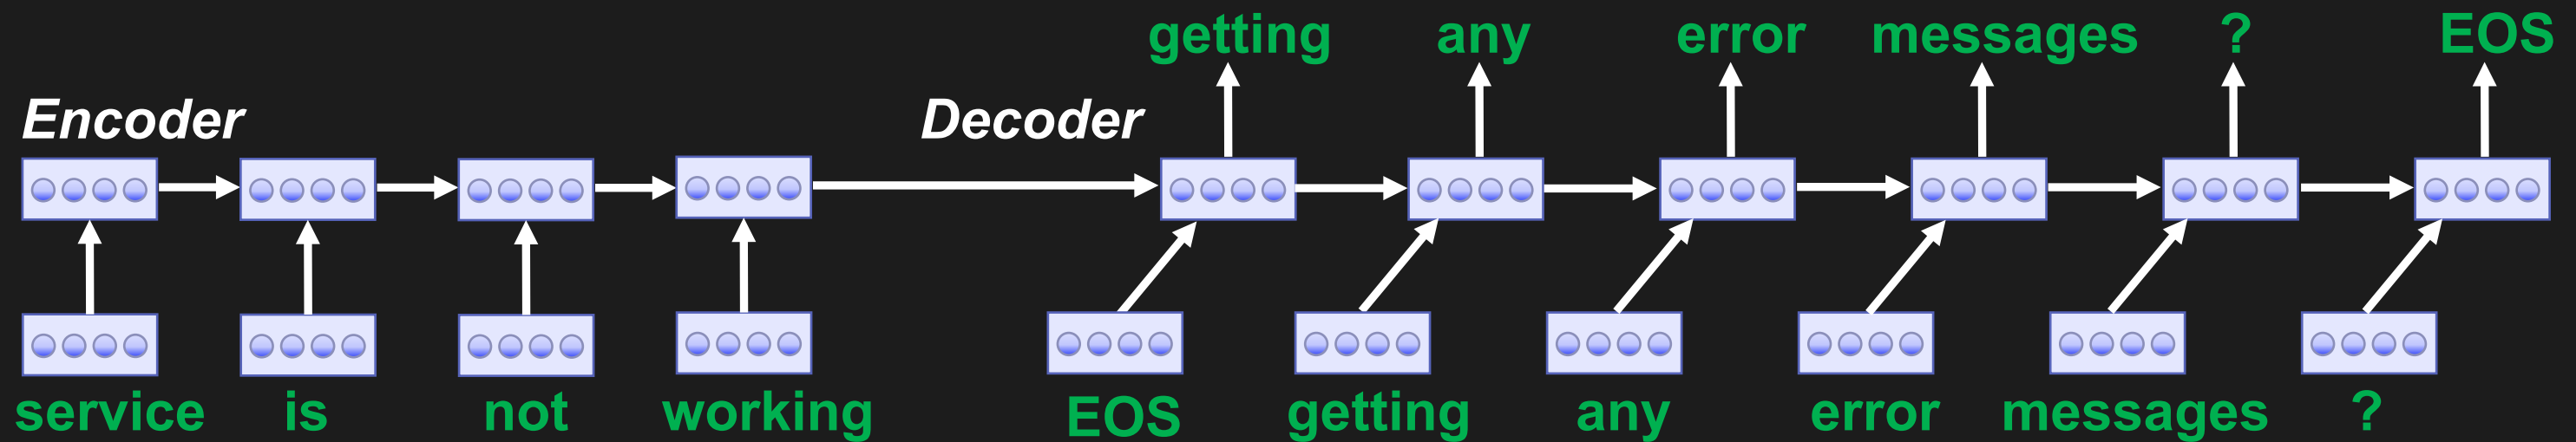 getting any error messages ? EOS
Encoder
Decoder
service is not working EOS getting any error messages ?